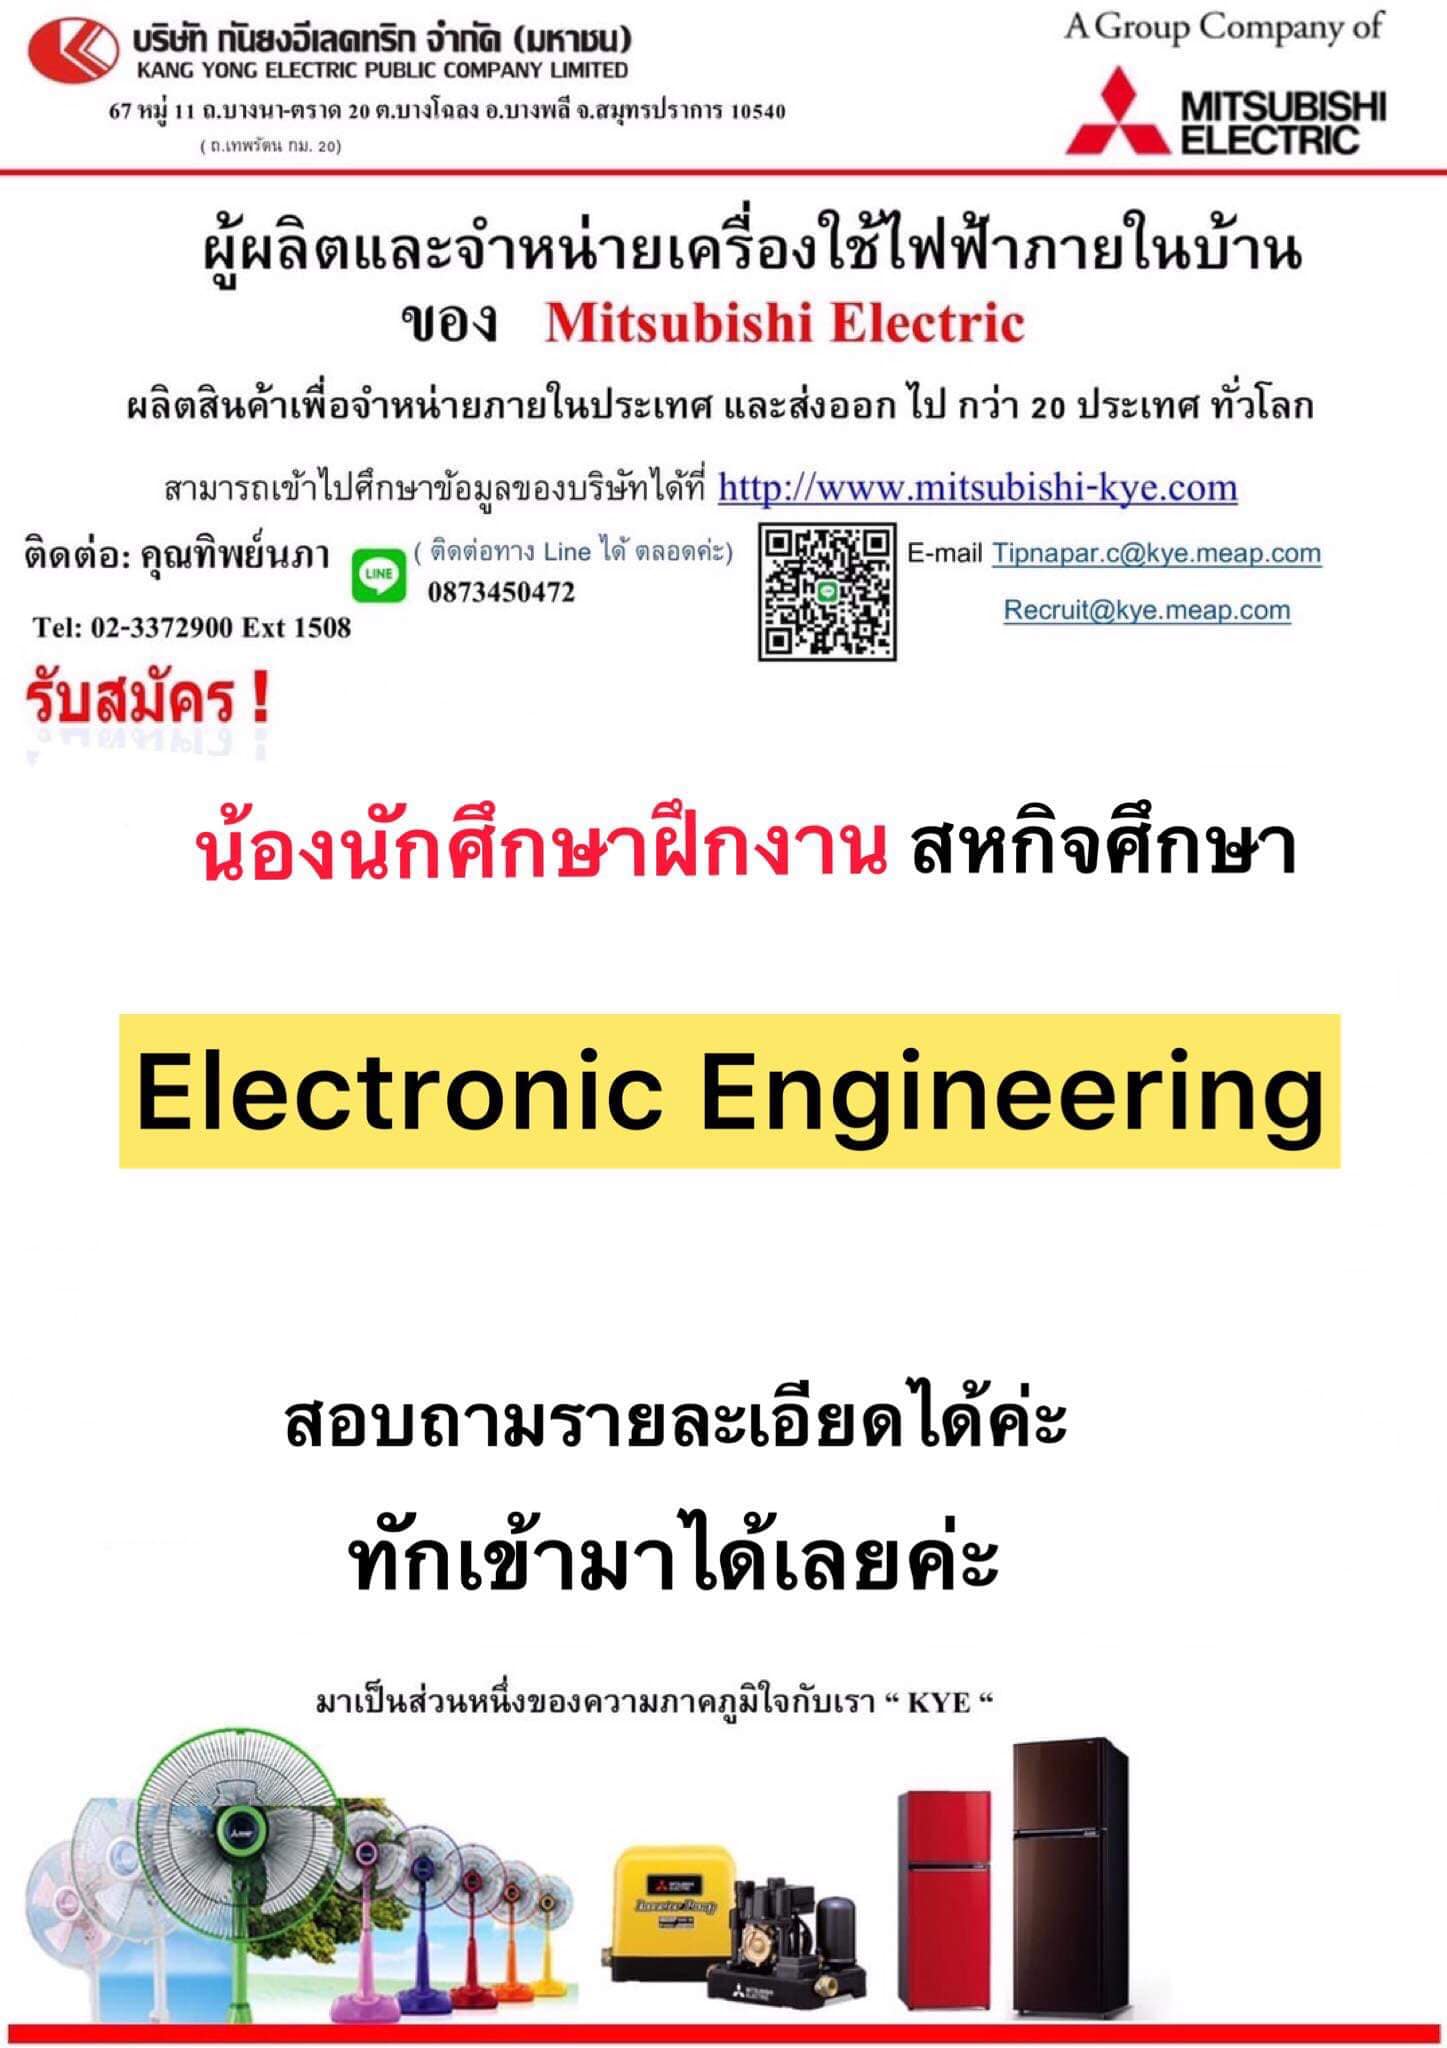 บริษัท กันยงอีเลคทริก จำกัด (มหาชน)
KANG YONG ELECTRIC PUBLIC COMPANY LIMITED
67 หมู่ 11 ถ.บางนา-ตราด 20 ต.บางโฉลง อ.บางพลี จ.สมุทรปราการ 10540
( ถ.เทพรัตน กม. 20)
A Group Company of
MITSUBISHI
ELECTRIC
ผู้ผลิตและจำหน่ายเครื่องใช้ไฟฟ้าภายในบ้าน
ของ Mitsubishi Electric
ผลิตสินค้าเพื่อจำหน่ายภายในประเทศ และส่งออก ไป กว่า 20 ประเทศ ทั่วโลก
สามารถเข้าไปศึกษาข้อมูลของบริษัทได้ที่ http://www.mitsubishi-kye.com
ติดต่อ: คุณทิพย์นภา
LINE
( ติดต่อทาง Line ได้ ตลอดค่ะ)
0873450472
E-mail Tipnapar.c@kye.meap.com
Recruit@kye.meap.com
Tel: 02-3372900 Ext 1508
รับสมัคร !
น้องนักศึกษาฝึกงาน สหกิจศึกษา
Electronic Engineering
สอบถามรายละเอียดได้ค่ะ
ทักเข้ามาได้เลยค่ะ
มาเป็นส่วนหนึ่งของความภาคภูมิใจกับเรา “ KYE “
MITSUBISHI
ELECTRIC
Inverter Pump
MITSUBISHI
ELECTRIC